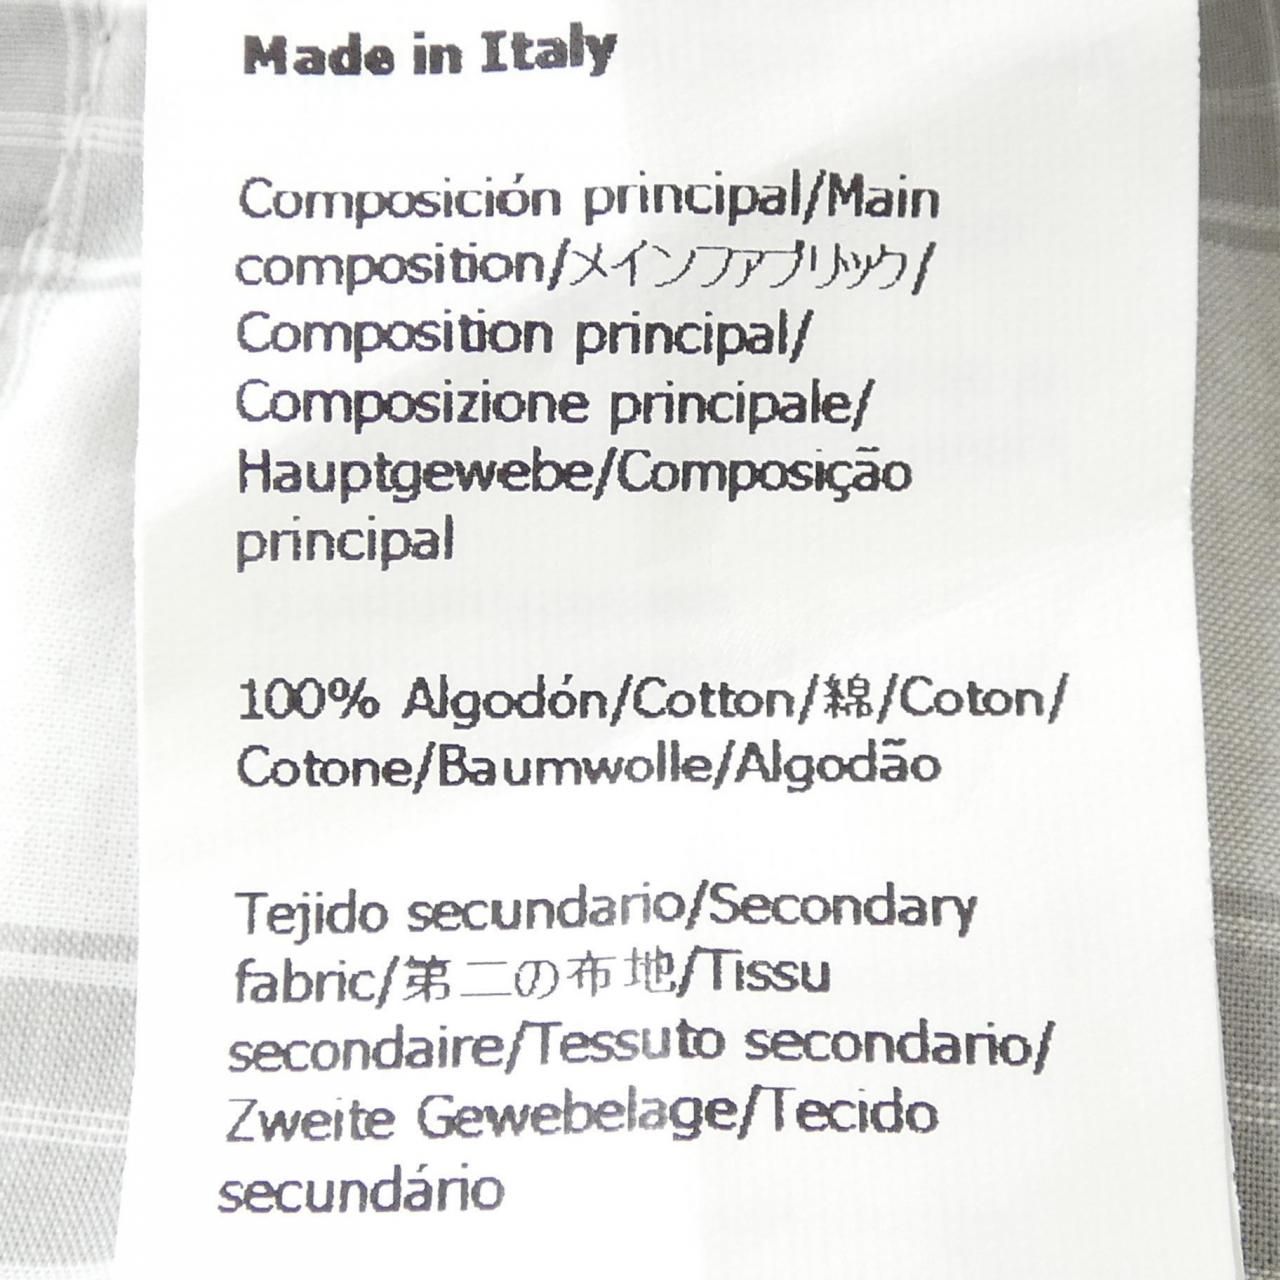 Made in Italy
Composición principal/Main
composition/メインファブリック/
Composition principal/
Composizione principale/
Hauptgewebe/Composição
principal
100% Algodón/Cotton/綿/Coton/
Cotone/Baumwolle/Algodão
Tejido secundario/Secondary
fabric/第二の布地/Tissu
secondaire/Tessuto secondario/
Zweite Gewebelage/Tecido
secundário